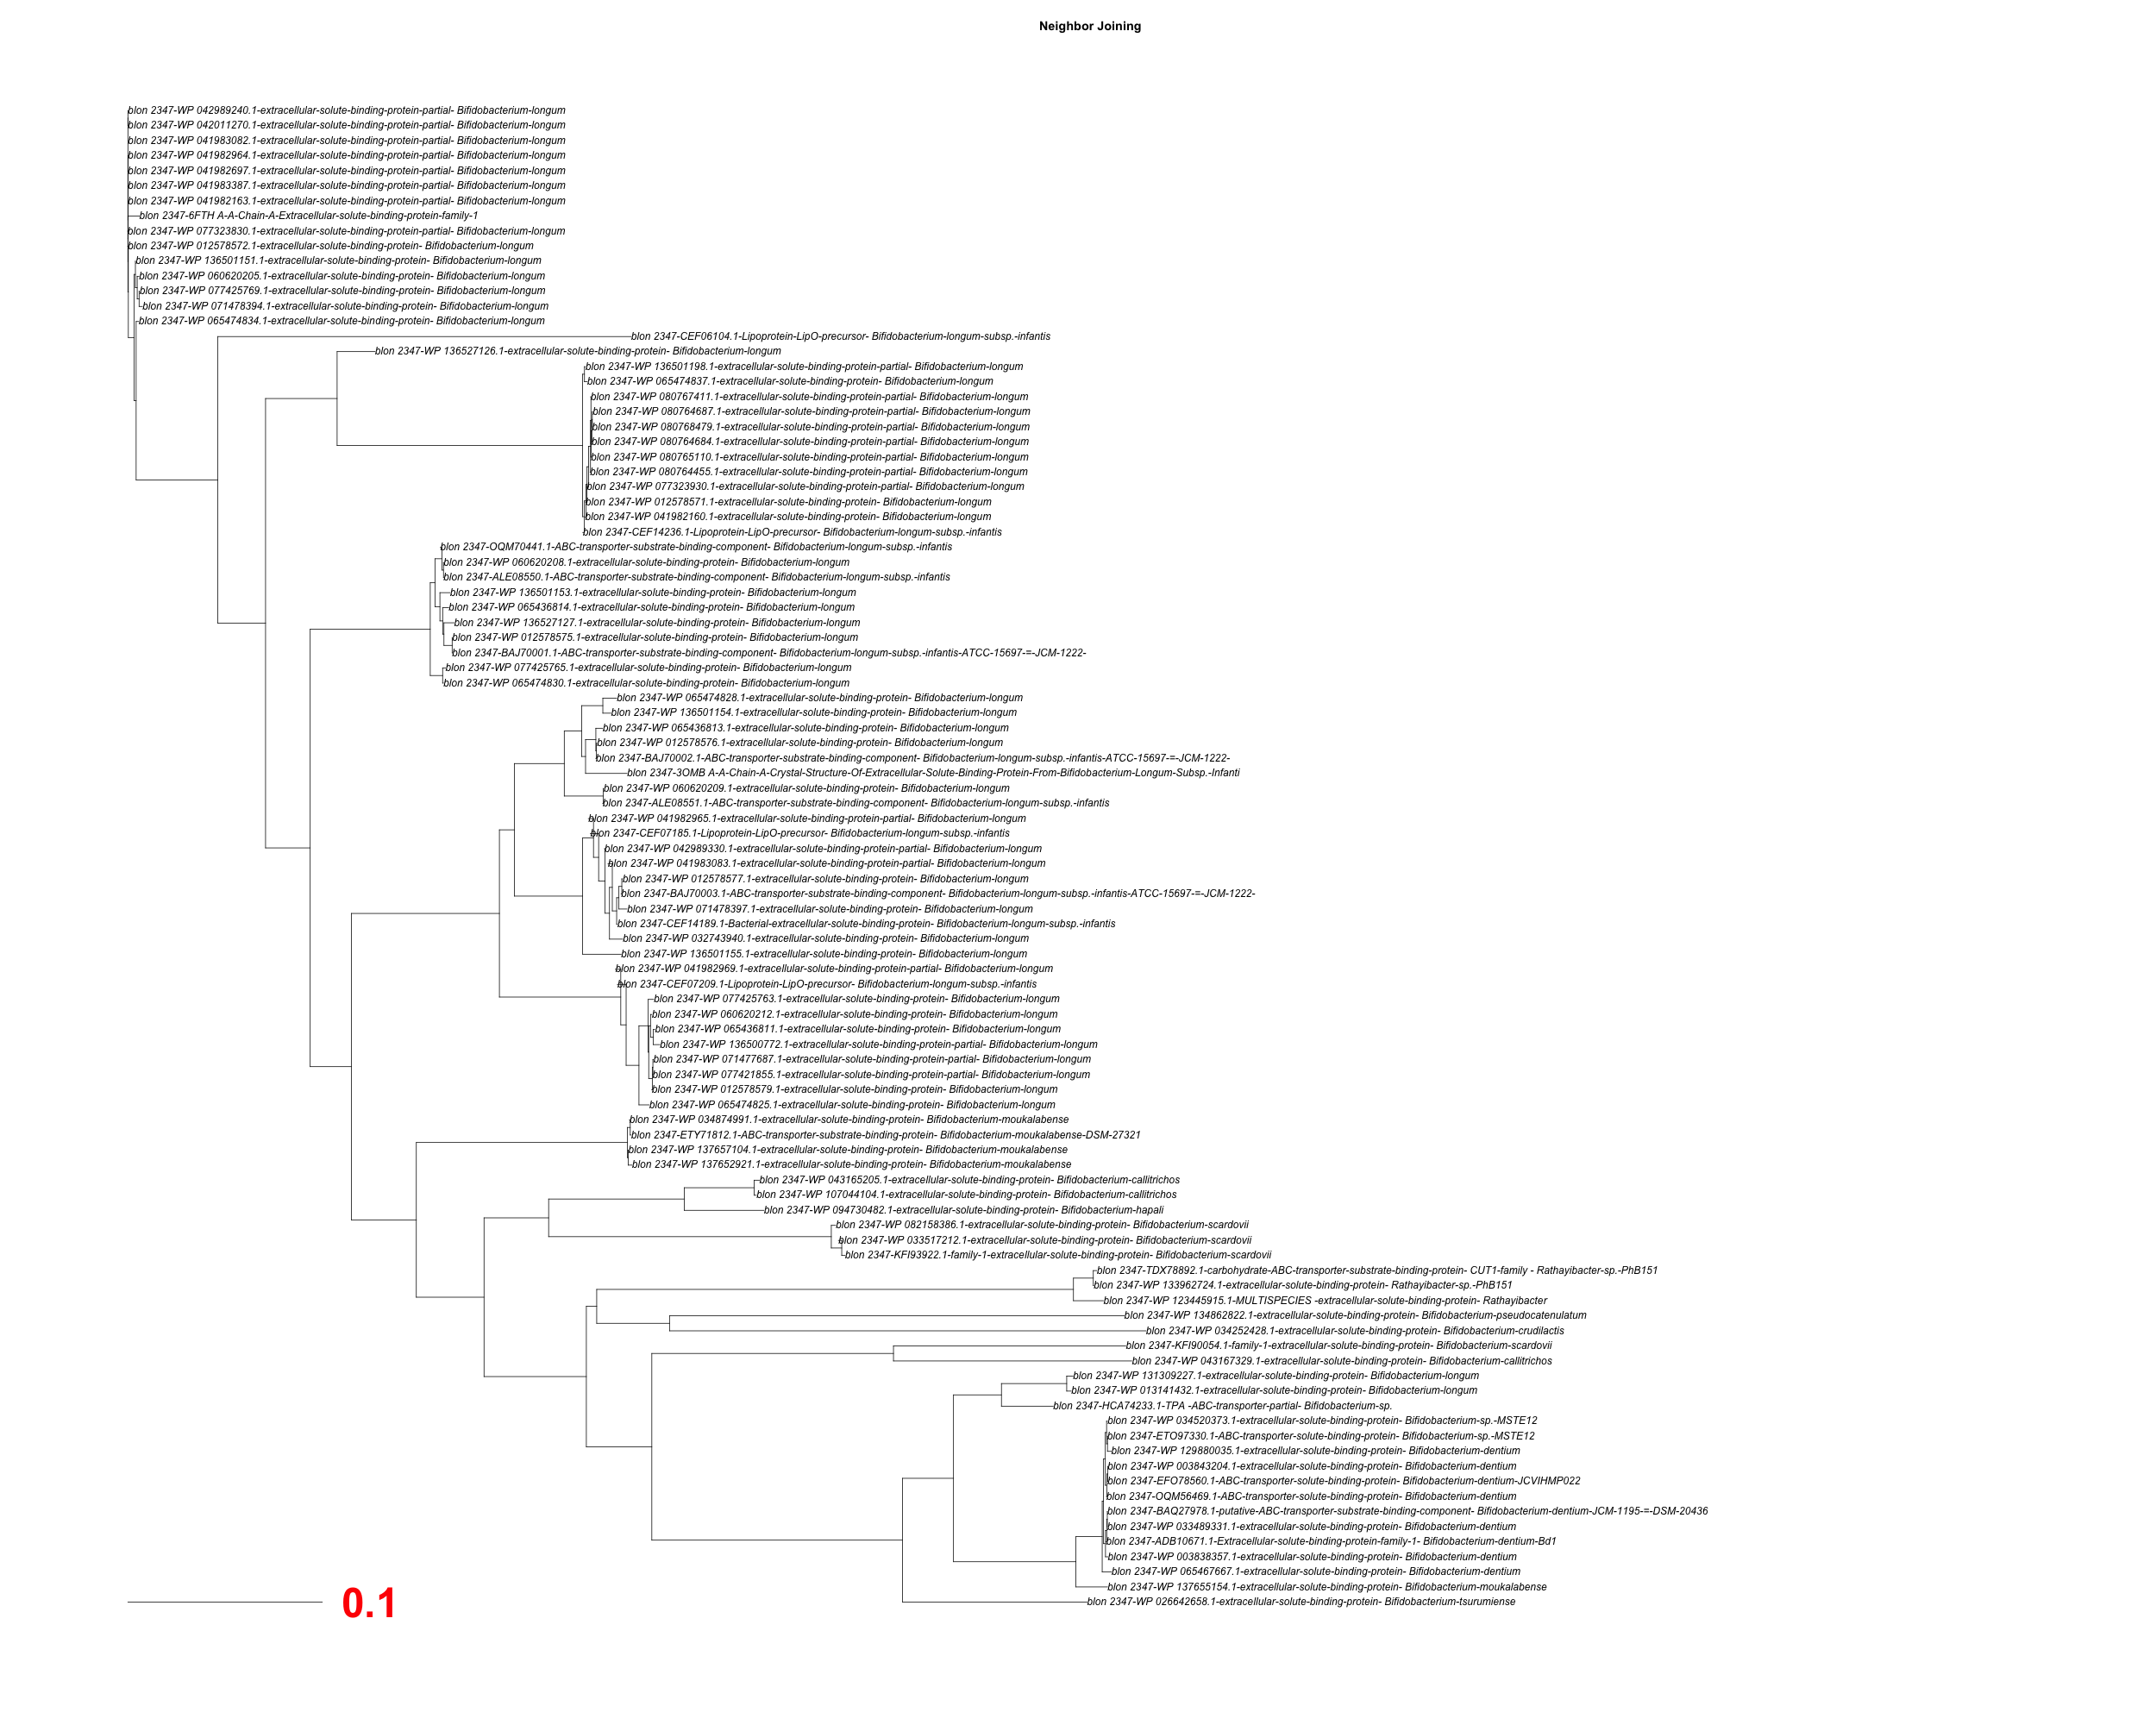 Neighbor Joining
blon 2347-WP 042989240.1-extracellular-solute-binding-protein-partial- Bifidobacterium-longum
blon 2347-WP 042011270.1-extracellular-solute-binding-protein-partial- Bifidobacterium-longum
blon 2347-WP 041983082.1-extracellular-solute-binding-protein-partial- Bifidobacterium-longum
blon 2347-WP 041982964.1-extracellular-solute-binding-protein-partial- Bifidobacterium-longum
blon 2347-WP 041982697.1-extracellular-solute-binding-protein-partial- Bifidobacterium-longum
blon 2347-WP 041983387.1-extracellular-solute-binding-protein-partial- Bifidobacterium-longum
blon 2347-WP 041982163.1-extracellular-solute-binding-protein-partial- Bifidobacterium-longum
blon 2347-6FTH A-A-Chain-A-Extracellular-solute-binding-protein-family-1
blon 2347-WP 077323830.1-extracellular-solute-binding-protein-partial- Bifidobacterium-longum
blon 2347-WP 012578572.1-extracellular-solute-binding-protein- Bifidobacterium-longum
blon 2347-WP 136501151.1-extracellular-solute-binding-protein- Bifidobacterium-longum
blon 2347-WP 060620205.1-extracellular-solute-binding-protein- Bifidobacterium-longum
blon 2347-WP 077425769.1-extracellular-solute-binding-protein- Bifidobacterium-longum
blon 2347-WP 071478394.1-extracellular-solute-binding-protein- Bifidobacterium-longum
blon 2347-WP 065474834.1-extracellular-solute-binding-protein- Bifidobacterium-longum
blon 2347-CEF06104.1-Lipoprotein-LipO-precursor- Bifidobacterium-longum-subsp.-infantis
blon 2347-WP 136527126.1-extracellular-solute-binding-protein- Bifidobacterium-longum
blon 2347-WP 136501198.1-extracellular-solute-binding-protein-partial- Bifidobacterium-longum
blon 2347-WP 065474837.1-extracellular-solute-binding-protein- Bifidobacterium-longum
blon 2347-WP 080767411.1-extracellular-solute-binding-protein-partial- Bifidobacterium-longum
blon 2347-WP 080764687.1-extracellular-solute-binding-protein-partial- Bifidobacterium-longum
blon 2347-WP 080768479.1-extracellular-solute-binding-protein-partial- Bifidobacterium-longum
blon 2347-WP 080764684.1-extracellular-solute-binding-protein-partial- Bifidobacterium-longum
blon 2347-WP 080765110.1-extracellular-solute-binding-protein-partial- Bifidobacterium-longum
blon 2347-WP 080764455.1-extracellular-solute-binding-protein-partial- Bifidobacterium-longum
blon 2347-WP 077323930.1-extracellular-solute-binding-protein-partial- Bifidobacterium-longum
blon 2347-WP 012578571.1-extracellular-solute-binding-protein- Bifidobacterium-longum
blon 2347-WP 041982160.1-extracellular-solute-binding-protein- Bifidobacterium-longum
blon 2347-CEF14236.1-Lipoprotein-LipO-precursor- Bifidobacterium-longum-subsp.-infantis
blon 2347-OQM70441.1-ABC-transporter-substrate-binding-component- Bifidobacterium-longum-subsp.-infantis
blon 2347-WP 060620208.1-extracellular-solute-binding-protein- Bifidobacterium-longum
blon 2347-ALE08550.1-ABC-transporter-substrate-binding-component- Bifidobacterium-longum-subsp.-infantis
blon 2347-WP 136501153.1-extracellular-solute-binding-protein- Bifidobacterium-longum
blon 2347-WP 065436814.1-extracellular-solute-binding-protein- Bifidobacterium-longum
blon 2347-WP 136527127.1-extracellular-solute-binding-protein- Bifidobacterium-longum
blon 2347-WP 012578575.1-extracellular-solute-binding-protein- Bifidobacterium-longum
blon 2347-BAJ70001.1-ABC-transporter-substrate-binding-component- Bifidobacterium-longum-subsp.-infantis-ATCC-15697-=-JCM-1222-
blon 2347-WP 077425765.1-extracellular-solute-binding-protein- Bifidobacterium-longum
blon 2347-WP 065474830.1-extracellular-solute-binding-protein- Bifidobacterium-longum
blon 2347-WP 065474828.1-extracellular-solute-binding-protein- Bifidobacterium-longum
blon 2347-WP 136501154.1-extracellular-solute-binding-protein- Bifidobacterium-longum
blon 2347-WP 065436813.1-extracellular-solute-binding-protein- Bifidobacterium-longum
blon 2347-WP 012578576.1-extracellular-solute-binding-protein- Bifidobacterium-longum
blon 2347-BAJ70002.1-ABC-transporter-substrate-binding-component- Bifidobacterium-longum-subsp.-infantis-ATCC-15697-=-JCM-1222-
blon 2347-3OMB A-A-Chain-A-Crystal-Structure-Of-Extracellular-Solute-Binding-Protein-From-Bifidobacterium-Longum-Subsp.-Infanti
blon 2347-WP 060620209.1-extracellular-solute-binding-protein- Bifidobacterium-longum
blon 2347-ALE08551.1-ABC-transporter-substrate-binding-component- Bifidobacterium-longum-subsp.-infantis
blon 2347-WP 041982965.1-extracellular-solute-binding-protein-partial- Bifidobacterium-longum
blon 2347-CEF07185.1-Lipoprotein-LipO-precursor- Bifidobacterium-longum-subsp.-infantis
blon 2347-WP 042989330.1-extracellular-solute-binding-protein-partial- Bifidobacterium-longum
blon 2347-WP 041983083.1-extracellular-solute-binding-protein-partial- Bifidobacterium-longum
blon 2347-WP 012578577.1-extracellular-solute-binding-protein- Bifidobacterium-longum
blon 2347-BAJ70003.1-ABC-transporter-substrate-binding-component- Bifidobacterium-longum-subsp.-infantis-ATCC-15697-=-JCM-1222-
blon 2347-WP 071478397.1-extracellular-solute-binding-protein- Bifidobacterium-longum
blon 2347-CEF14189.1-Bacterial-extracellular-solute-binding-protein- Bifidobacterium-longum-subsp.-infantis
blon 2347-WP 032743940.1-extracellular-solute-binding-protein- Bifidobacterium-longum
blon 2347-WP 136501155.1-extracellular-solute-binding-protein- Bifidobacterium-longum
blon 2347-WP 041982969.1-extracellular-solute-binding-protein-partial- Bifidobacterium-longum
blon 2347-CEF07209.1-Lipoprotein-LipO-precursor- Bifidobacterium-longum-subsp.-infantis
blon 2347-WP 077425763.1-extracellular-solute-binding-protein- Bifidobacterium-longum
blon 2347-WP 060620212.1-extracellular-solute-binding-protein- Bifidobacterium-longum
blon 2347-WP 065436811.1-extracellular-solute-binding-protein- Bifidobacterium-longum
blon 2347-WP 136500772.1-extracellular-solute-binding-protein-partial- Bifidobacterium-longum
blon 2347-WP 071477687.1-extracellular-solute-binding-protein-partial- Bifidobacterium-longum
blon 2347-WP 077421855.1-extracellular-solute-binding-protein-partial- Bifidobacterium-longum
blon 2347-WP 012578579.1-extracellular-solute-binding-protein- Bifidobacterium-longum
blon 2347-WP 065474825.1-extracellular-solute-binding-protein- Bifidobacterium-longum
blon 2347-WP 034874991.1-extracellular-solute-binding-protein- Bifidobacterium-moukalabense
blon 2347-ETY71812.1-ABC-transporter-substrate-binding-protein- Bifidobacterium-moukalabense-DSM-27321
blon 2347-WP 137657104.1-extracellular-solute-binding-protein- Bifidobacterium-moukalabense
blon 2347-WP 137652921.1-extracellular-solute-binding-protein- Bifidobacterium-moukalabense
blon 2347-WP 043165205.1-extracellular-solute-binding-protein- Bifidobacterium-callitrichos
blon 2347-WP 107044104.1-extracellular-solute-binding-protein- Bifidobacterium-callitrichos
blon 2347-WP 094730482.1-extracellular-solute-binding-protein- Bifidobacterium-hapali
blon 2347-WP 082158386.1-extracellular-solute-binding-protein- Bifidobacterium-scardovii
blon 2347-WP 033517212.1-extracellular-solute-binding-protein- Bifidobacterium-scardovii
blon 2347-KFI93922.1-family-1-extracellular-solute-binding-protein- Bifidobacterium-scardovii
blon 2347-TDX78892.1-carbohydrate-ABC-transporter-substrate-binding-protein- CUT1-family - Rathayibacter-sp.-PhB151
blon 2347-WP 133962724.1-extracellular-solute-binding-protein- Rathayibacter-sp.-PhB151
blon 2347-WP 123445915.1-MULTISPECIES -extracellular-solute-binding-protein- Rathayibacter
blon 2347-WP 134862822.1-extracellular-solute-binding-protein- Bifidobacterium-pseudocatenulatum
blon 2347-WP 034252428.1-extracellular-solute-binding-protein- Bifidobacterium-crudilactis
blon 2347-KFI90054.1-family-1-extracellular-solute-binding-protein- Bifidobacterium-scardovii
blon 2347-WP 043167329.1-extracellular-solute-binding-protein- Bifidobacterium-callitrichos
blon 2347-WP 131309227.1-extracellular-solute-binding-protein- Bifidobacterium-longum
blon 2347-WP 013141432.1-extracellular-solute-binding-protein- Bifidobacterium-longum
blon 2347-HCA74233.1-TPA -ABC-transporter-partial- Bifidobacterium-sp.
blon 2347-WP 034520373.1-extracellular-solute-binding-protein- Bifidobacterium-sp.-MSTE12
blon 2347-ETO97330.1-ABC-transporter-solute-binding-protein- Bifidobacterium-sp.-MSTE12
blon 2347-WP 129880035.1-extracellular-solute-binding-protein- Bifidobacterium-dentium
blon 2347-WP 003843204.1-extracellular-solute-binding-protein- Bifidobacterium-dentium
blon 2347-EFO78560.1-ABC-transporter-solute-binding-protein- Bifidobacterium-dentium-JCVIHMP022
blon 2347-OQM56469.1-ABC-transporter-solute-binding-protein- Bifidobacterium-dentium
blon 2347-BAQ27978.1-putative-ABC-transporter-substrate-binding-component- Bifidobacterium-dentium-JCM-1195-=-DSM-20436
blon 2347-WP 033489331.1-extracellular-solute-binding-protein- Bifidobacterium-dentium
blon 2347-ADB10671.1-Extracellular-solute-binding-protein-family-1- Bifidobacterium-dentium-Bd1
blon 2347-WP 003838357.1-extracellular-solute-binding-protein- Bifidobacterium-dentium
blon 2347-WP 065467667.1-extracellular-solute-binding-protein- Bifidobacterium-dentium
blon 2347-WP 137655154.1-extracellular-solute-binding-protein- Bifidobacterium-moukalabense
blon 2347-WP 026642658.1-extracellular-solute-binding-protein- Bifidobacterium-tsurumiense
0.1